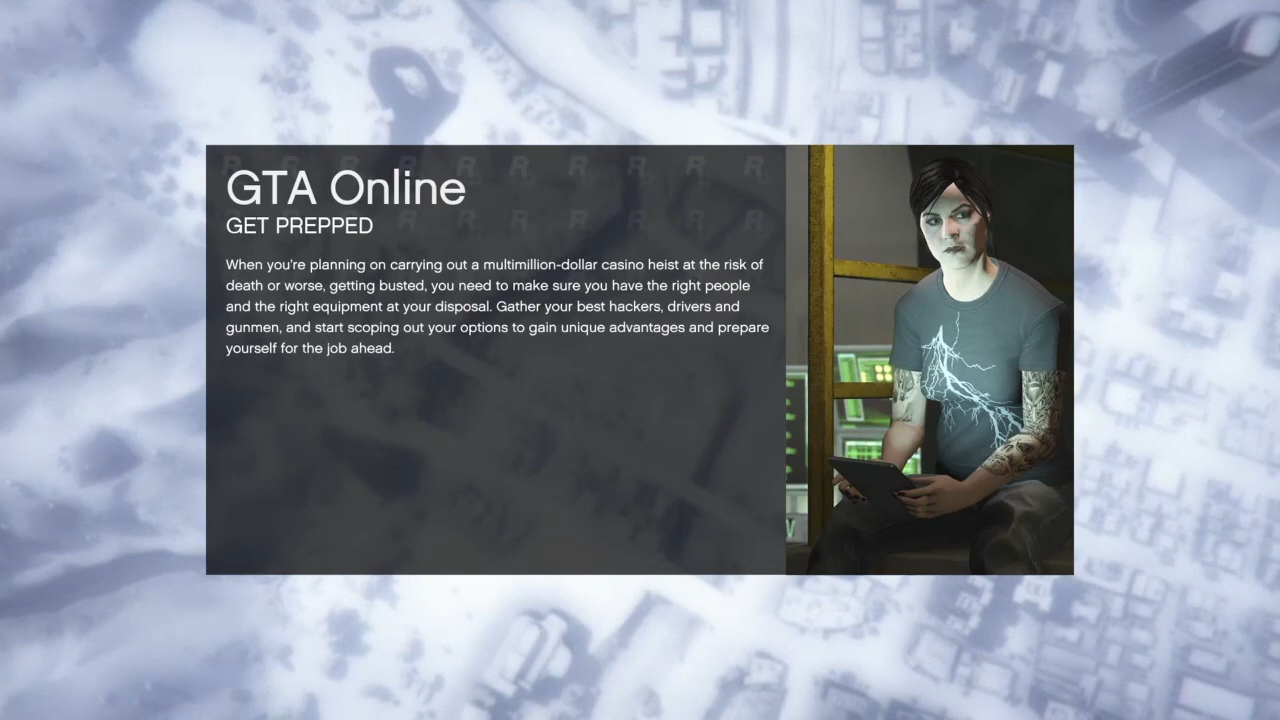 GTA Online
GET PREPPED
When you're planning on carrying out a multimillion-dollar casino heist at the risk of
death or worse, getting busted, you need to make sure you have the right people
and the right equipment at your disposal. Gather your best hackers, drivers and
gunmen, and start scoping out your options to gain unique advantages and prepare
yourself for the job ahead.